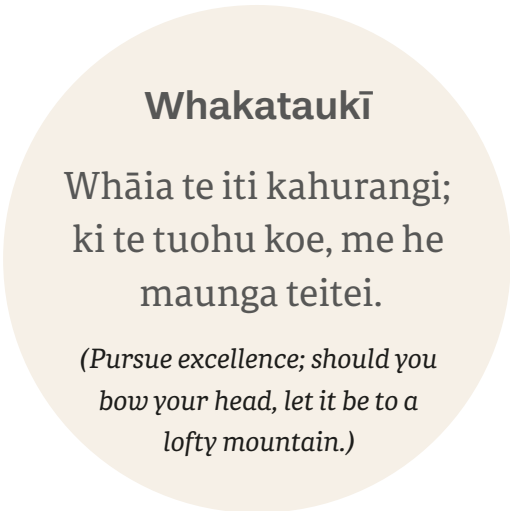 Whakataukī
Whāia te iti kahurangi;
ki te tuohu koe, me he
maunga teitei.
(Pursue excellence; should you
bow your head, let it be to a
lofty mountain.)